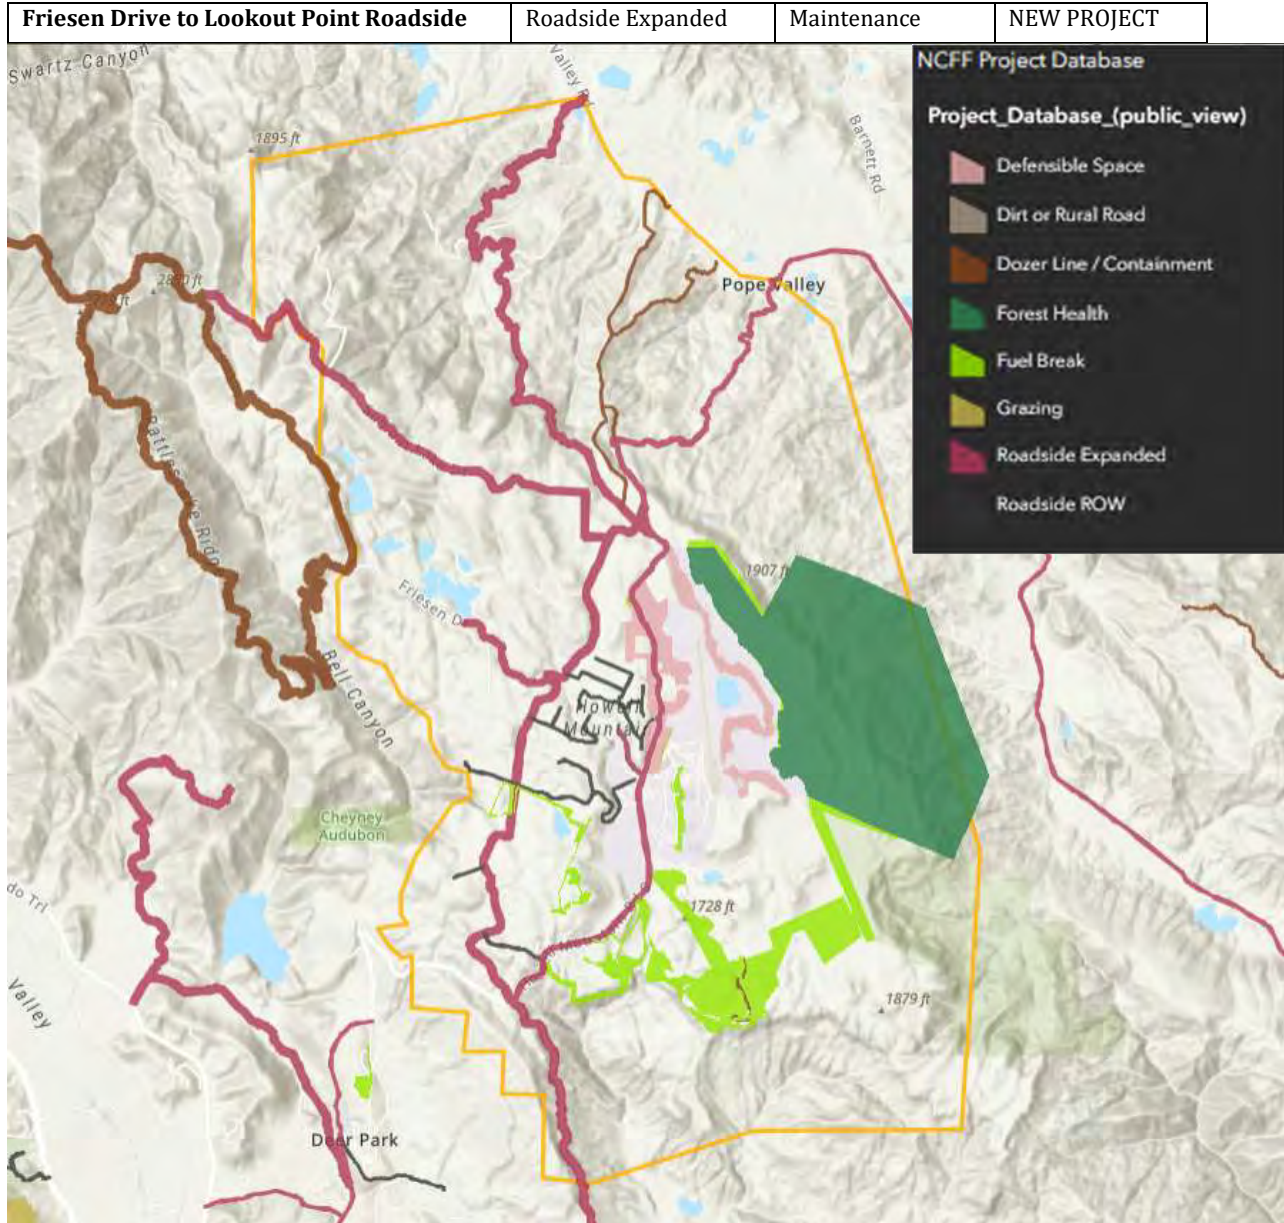 Friesen Drive to Lookout Point Roadside Roadside Expanded Maintenance NEW PROJECT
Swartz Canyon
Valley Rd
NCFF Project Database
Project_Database_(public_view)
Defensible Space
Dirt or Rural Road
Dozer Line / Containment
Forest Health
Fuel Break
Grazing
Roadside Expanded
Roadside ROW
1895 ft
Barnett Rd
Pope Valley
ft
1907 ft
Friesen D
Bell Canyon
Howell
Mountain
Cheyney
Audubon
do Trl
1728 ft
Valley
1879 ft
Deer Park